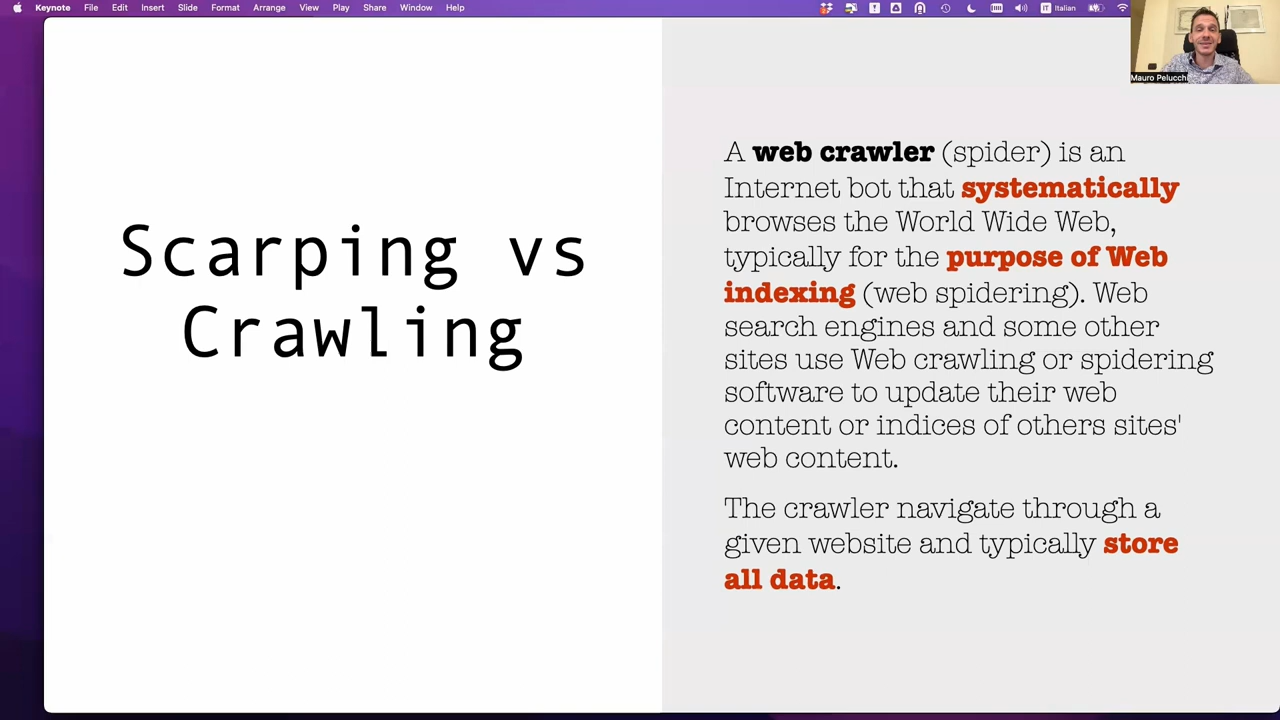 Keynote File Edit Insert Slide Format Arrange View Play Share Window Help Italian
Mauro Pelucchi
Scarping vs
Crawling
A web crawler (spider) is an
Internet bot that systematically
browses the World Wide Web,
typically for the purpose of Web
indexing (web spidering). Web
search engines and some other
sites use Web crawling or spidering
software to update their web
content or indices of others sites'
web content.
The crawler navigate through a
given website and typically store
all data.